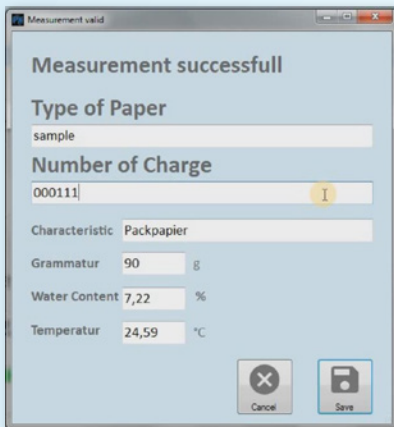 Measurement valid
Measurement successfull
Type of Paper
sample
Number of Charge
000111
Characteristic Packpapier
Grammatur 90 g
Water Content 7,22 %
Temperatur 24,59 °C
Cancel Save